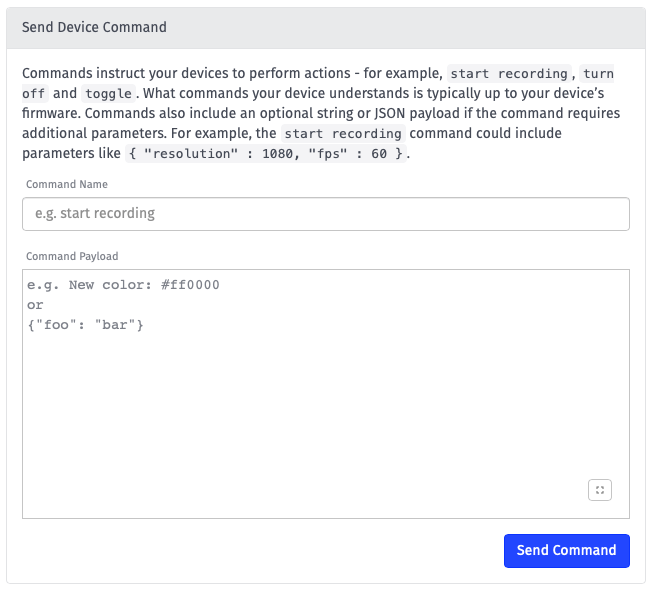 Send Device Command
Commands instruct your devices to perform actions - for example, start recording, turn
off and toggle. What commands your device understands is typically up to your device's
firmware. Commands also include an optional string or JSON payload if the command requires
additional parameters. For example, the start recording command could include
parameters like { "resolution" : 1080, "fps" : 60 }.
Command Name
e.g. start recording
Command Payload
e.g. New color: #ff0000
or
{"foo": "bar"}
Send Command